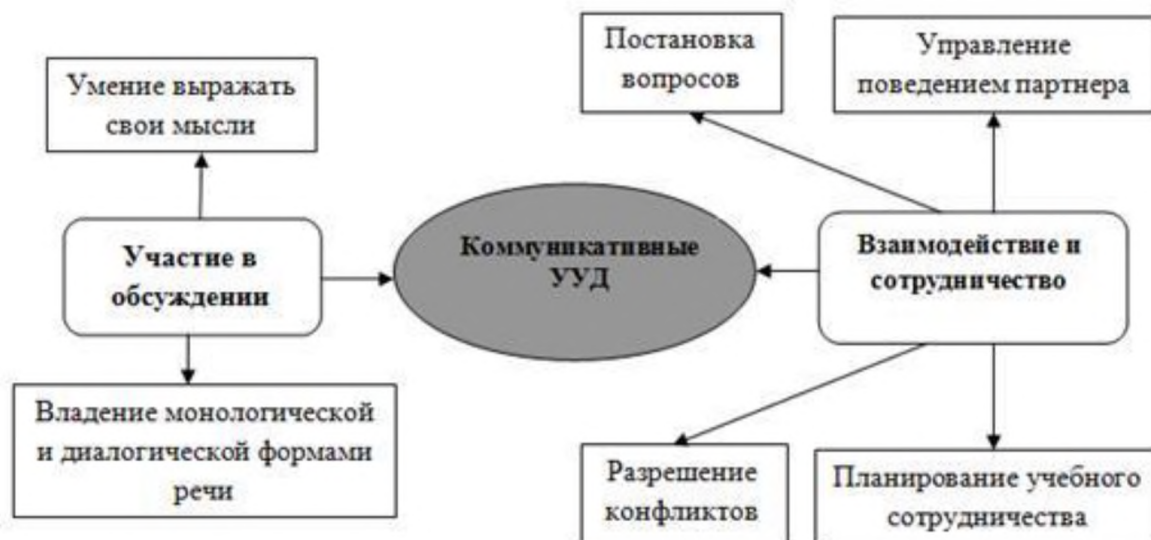 Умение выражать
свои мысли
Участие в
обсуждении
Владение монологической
и диалогической формами
речи
Коммуникативные
УУД
Постановка
вопросов
Управление
поведением партнера
Взаимодействие и
сотрудничество
Разрешение
конфликтов
Планирование учебного
сотрудничества